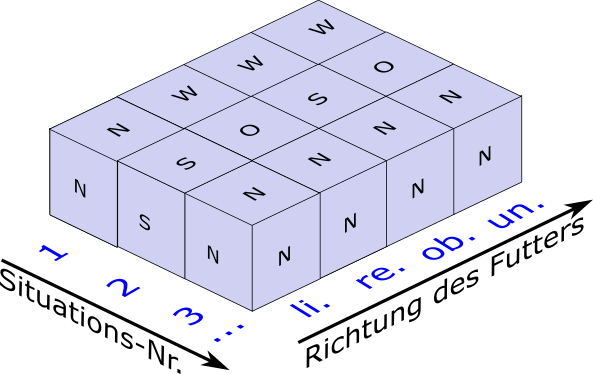 N W W W
S O S O
N N N N
N S N
N N N N
1 2 3 ...
Situations-Nr.
li. re. ob. un.
Richtung des Futters